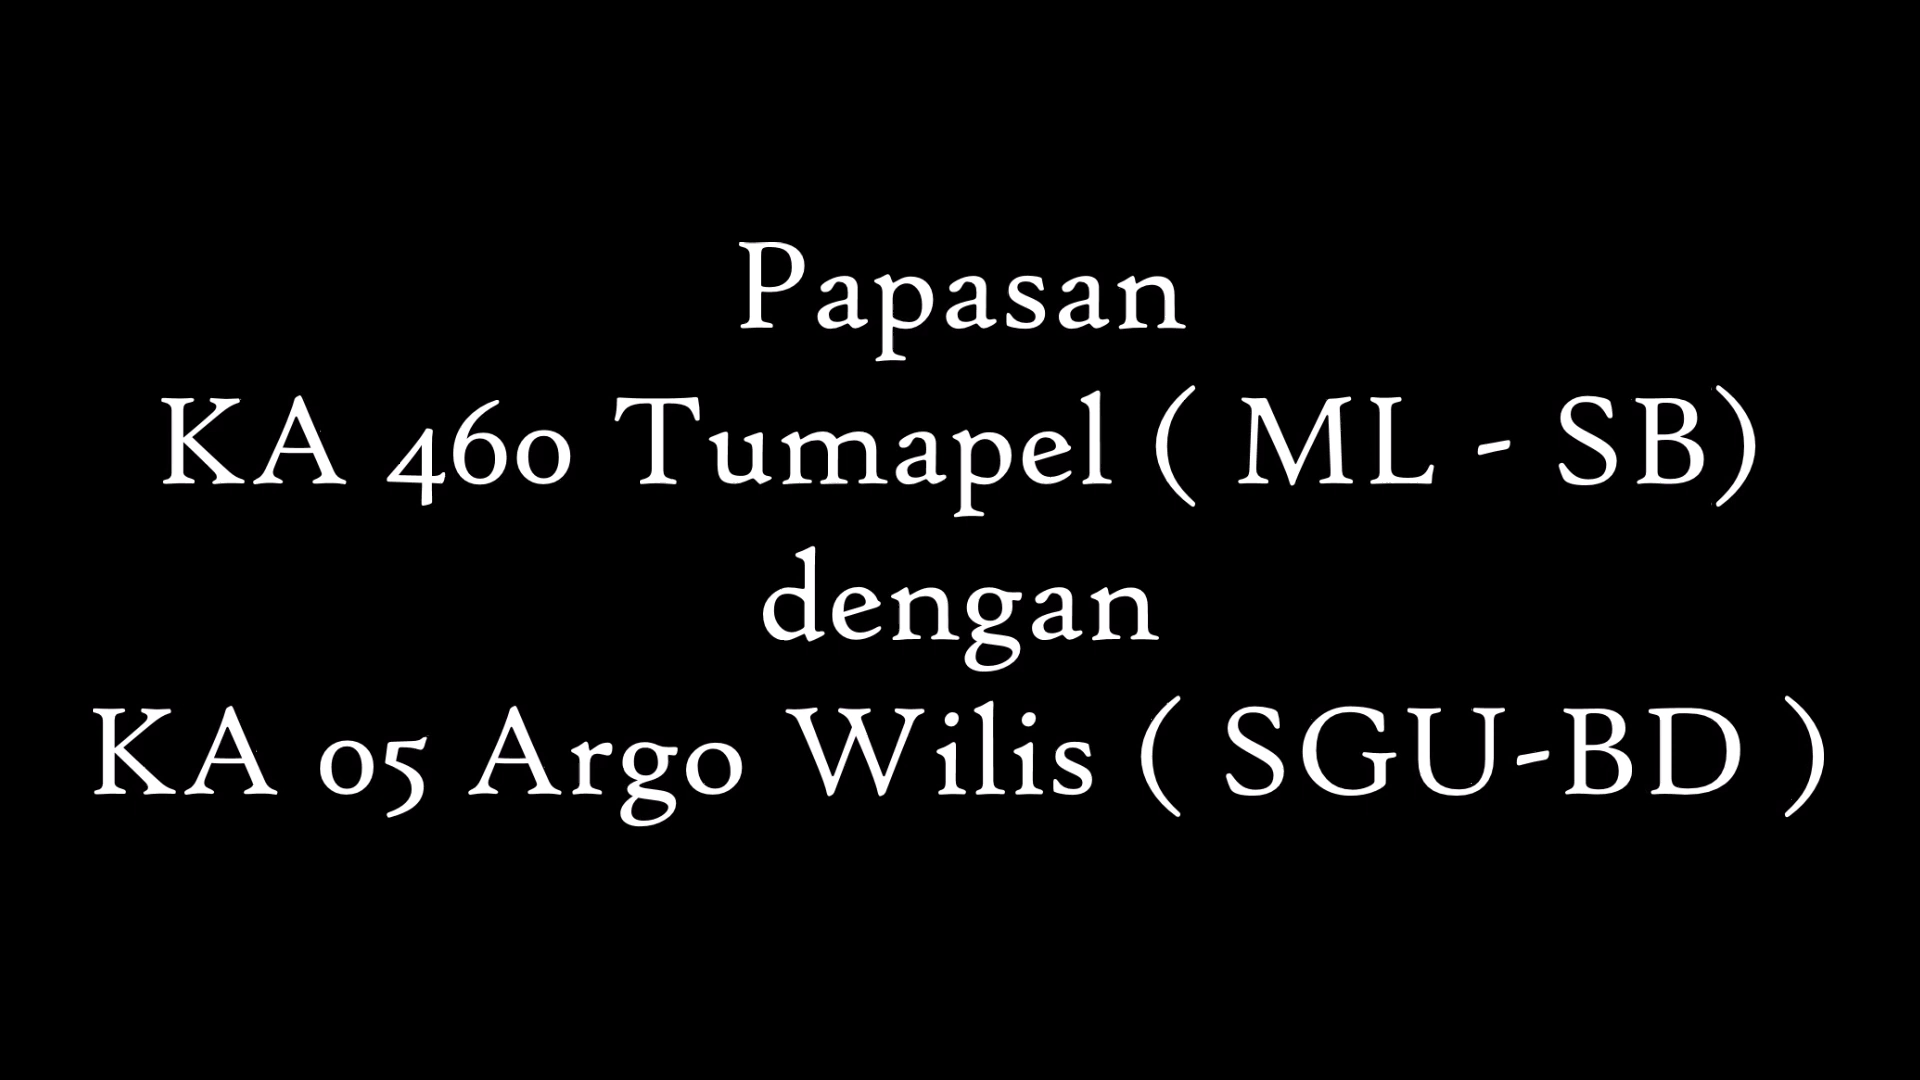 Papasan
KA 460 Tumapel ( ML - SB)
dengan
KA 05 Argo Wilis ( SGU-BD )